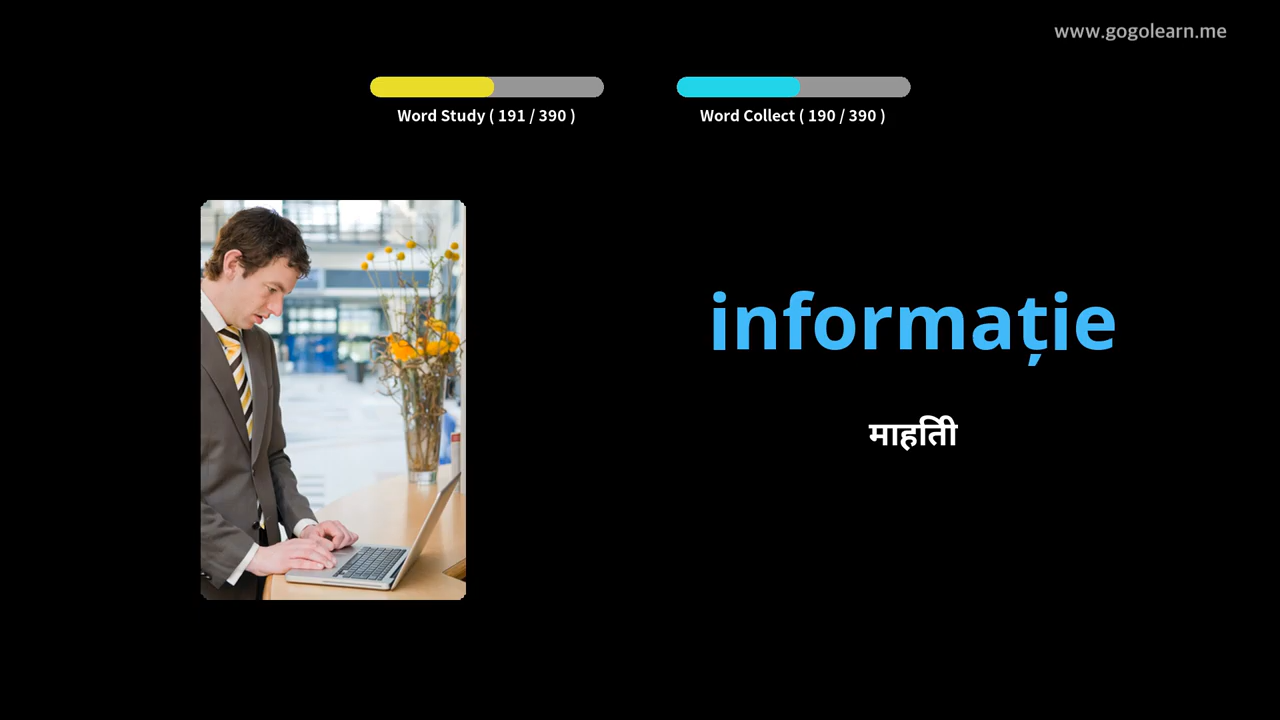 www.gogolearn.me
Word Study ( 191 / 390 )
Word Collect ( 190 / 390 )
informație
माहिती